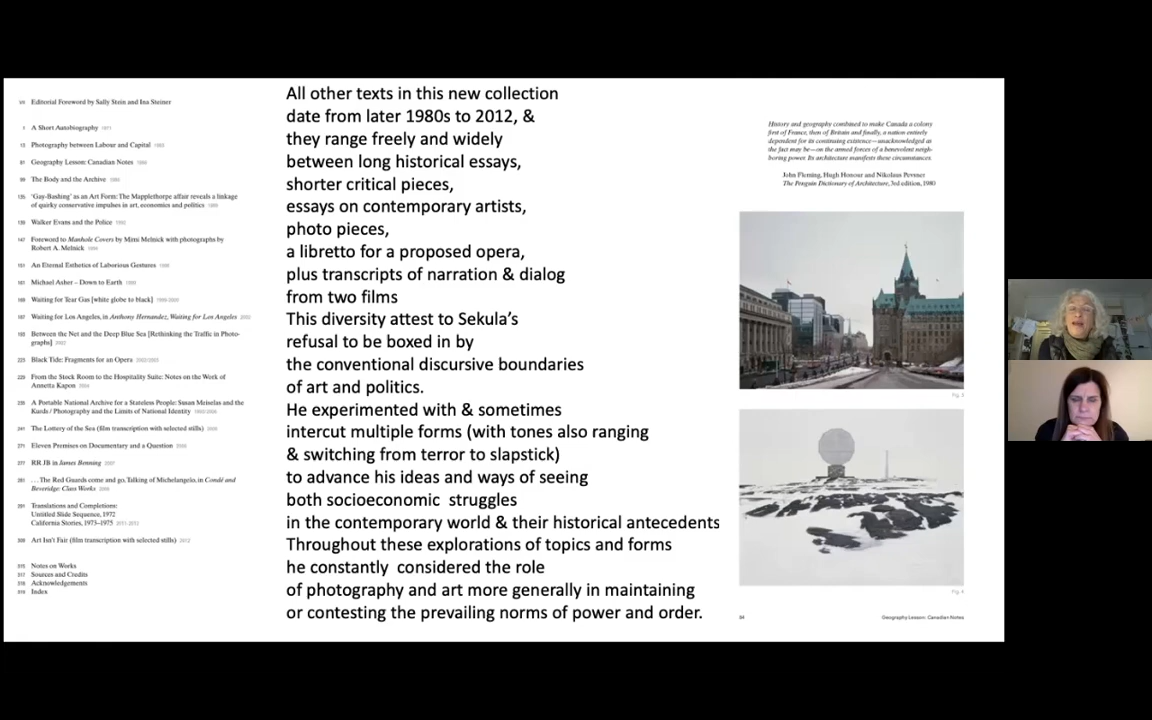 VII Editorial Foreword by Sally Stein and Ina Steiner
1 A Short Autobiography
13 Photography between Labour and Capital
81 Geography Lesson: Canadian Notes
The Body and the Archive
135 'Gay-Bashing' as an Art Form: The Mapplethorpe affair reveals a linkage
of quirky conservative impulses in art, economics and politics
Walker Evans and the Police
147 Foreword to Manhole Covers by Mimi Melnick with photographs by
Robert A. Melnick
An Eternal Esthetics of Laborious Gestures
Michael Asher – Down to Earth
Waiting for Tear Gas [white globe to black]
Waiting for Los Angeles, in Anthony Hernandez, Waiting for Los Angeles
Between the Net and the Deep Blue Sea [Rethinking the Traffic in Photo-
graphs]
Black Tide: Fragments for an Opera
From the Stock Room to the Hospitality Suite: Notes on the Work of
Annetta Kapon
A Portable National Archive for a Stateless People: Susan Meiselas and the
Kurds / Photography and the Limits of National Identity
The Lottery of the Sea (film transcription with selected stills)
Eleven Premises on Documentary and a Question
RR JB in James Benning
. . . The Red Guards come and go, Talking of Michelangelo, in Condé and
Beveridge: Class Works
Translations and Completions:
Untitled Slide Sequence, 1972
California Stories, 1973–1975
Art Isn't Fair (film transcription with selected stills)
Notes on Works
Sources and Credits
Acknowledgements
Index
All other texts in this new collection
date from later 1980s to 2012, &
they range freely and widely
between long historical essays,
shorter critical pieces,
essays on contemporary artists,
photo pieces,
a libretto for a proposed opera,
plus transcripts of narration & dialog
from two films
This diversity attest to Sekula's
refusal to be boxed in by
the conventional discursive boundaries
of art and politics.
He experimented with & sometimes
intercut multiple forms (with tones also ranging
& switching from terror to slapstick)
to advance his ideas and ways of seeing
both socioeconomic struggles
in the contemporary world & their historical antecedents
Throughout these explorations of topics and forms
he constantly considered the role
of photography and art more generally in maintaining
or contesting the prevailing norms of power and order.
History and geography combined to make Canada a colony
first of France, then of Britain and finally, a nation entirely
dependent for its continuing existence—unacknowledged as
the fact may be—on the armed forces of a benevolent neigh-
boring power. Its architecture manifests these circumstances.
John Fleming, Hugh Honour and Nikolaus Pevsner
The Penguin Dictionary of Architecture, 3rd edition, 1980
Geography Lesson: Canadian Notes